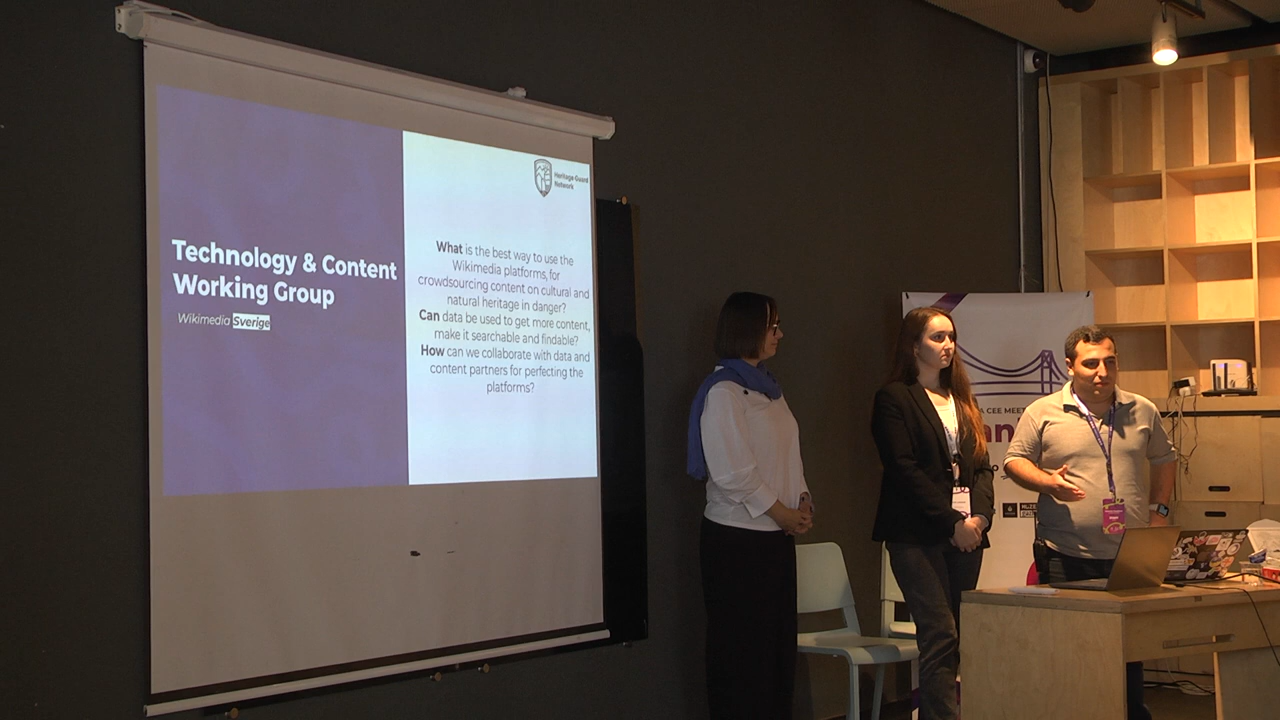 Technology & Content
Working Group
Wikimedia Sverige
Heritage Guard
Network
What is the best way to use the
Wikimedia platforms, for
crowdsourcing content on cultural and
natural heritage in danger?
Can data be used to get more content,
make it searchable and findable?
How can we collaborate with data and
content partners for perfecting the
platforms?
CEE MEET